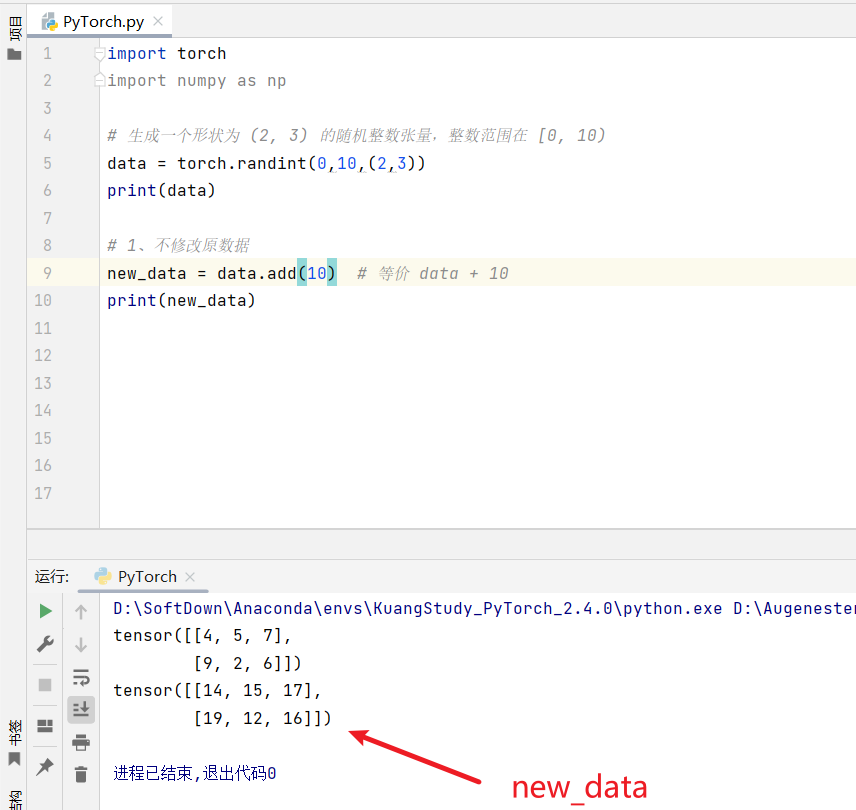 项目
PyTorch.py
1 import torch
2 import numpy as np
3
4 # 生成一个形状为 (2, 3) 的随机整数张量，整数范围在 [0, 10)
5 data = torch.randint(0,10,(2,3))
6 print(data)
7
8 # 1、不修改原数据
9 new_data = data.add(10)  # 等价 data + 10
10 print(new_data)
11
12
13
14
15
16
17
运行:
PyTorch
D:\SoftDown\Anaconda\envs\KuangStudy_PyTorch_2.4.0\python.exe D:\Augenester
tensor([[4, 5, 7],
        [9, 2, 6]])
tensor([[14, 15, 17],
        [19, 12, 16]])
进程已结束,退出代码0
new_data
书签
结构